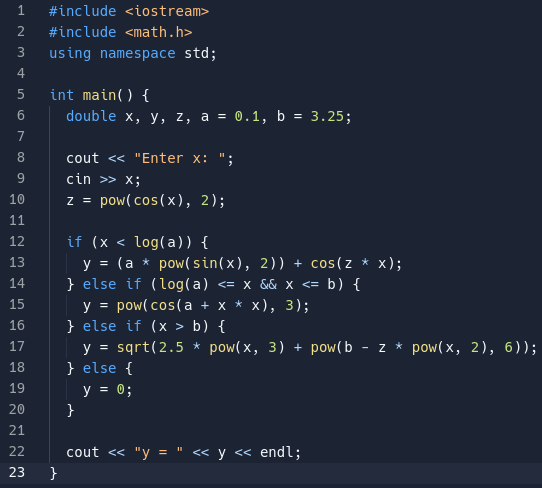 1 #include <iostream>
2 #include <math.h>
3 using namespace std;
4
5 int main() {
6   double x, y, z, a = 0.1, b = 3.25;
7
8   cout << "Enter x: ";
9   cin >> x;
10   z = pow(cos(x), 2);
11
12   if (x < log(a)) {
13     y = (a * pow(sin(x), 2)) + cos(z * x);
14   } else if (log(a) <= x && x <= b) {
15     y = pow(cos(a + x * x), 3);
16   } else if (x > b) {
17     y = sqrt(2.5 * pow(x, 3) + pow(b - z * pow(x, 2), 6));
18   } else {
19     y = 0;
20   }
21
22   cout << "y = " << y << endl;
23 }